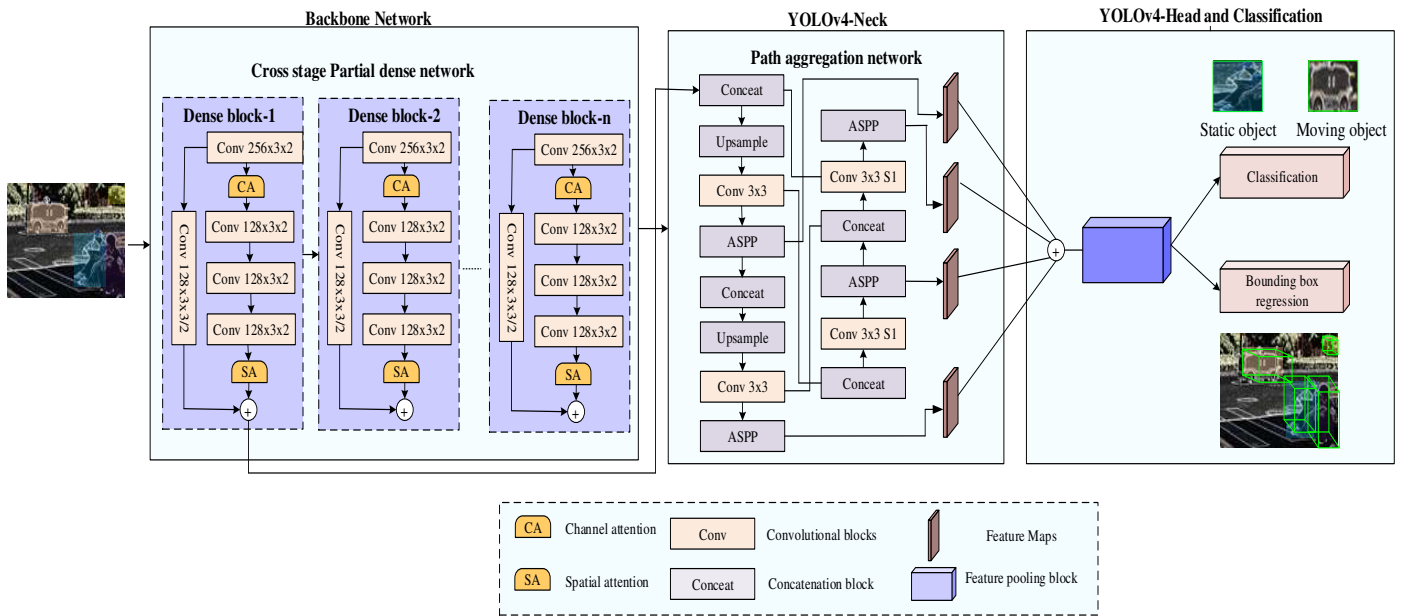 Backbone Network
YOLOv4-Neck
YOLOv4-Head and Classification
Cross stage Partial dense network
Dense block-1
Conv 256x3x2
CA
Conv 128x3x2
Conv 128x3x2
Conv 128x3x2
SA
+
Conv 128x3x3/2
Dense block-2
Conv 256x3x2
CA
Conv 128x3x2
Conv 128x3x2
Conv 128x3x2
SA
+
Conv 128x3x3/2
........
Dense block-n
Conv 256x3x2
CA
Conv 128x3x2
Conv 128x3x2
Conv 128x3x2
SA
+
Conv 128x3x3/2
Path aggregation network
Conceat
Upsample
Conv 3x3
ASPP
Conceat
Upsample
Conv 3x3
ASPP
ASPP
Conv 3x3 S1
Conceat
ASPP
Conv 3x3 S1
Conceat
+
Static object
Moving object
Classification
Bounding box
regression
CA
Channel attention
Conv
Convolutional blocks
Feature Maps
SA
Spatial attention
Concat
Concatenation block
Feature pooling block